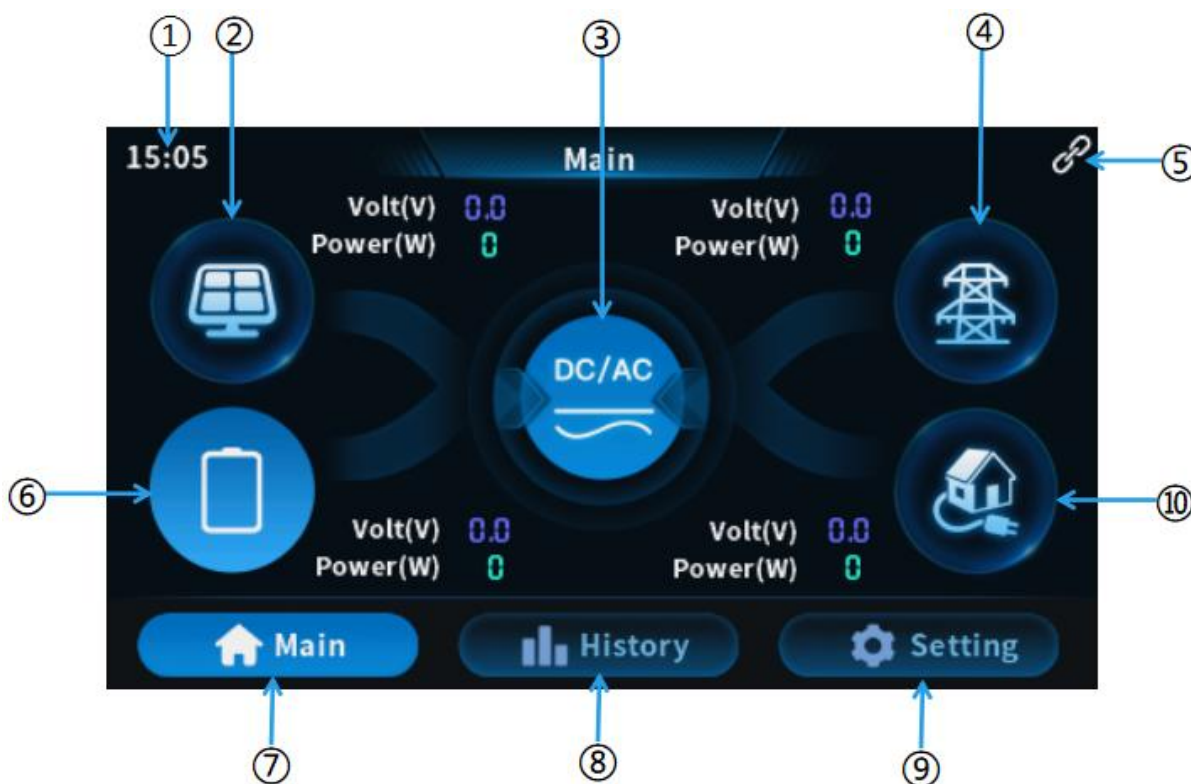 ① ② ③ ④
15:05 Main ⑤
Volt(V) 0.0 Volt(V) 0.0
Power(W) 0 Power(W) 0
DC/AC
⑥ ⑩
Volt(V) 0.0 Volt(V) 0.0
Power(W) 0 Power(W) 0
Main History Setting
⑦ ⑧ ⑨